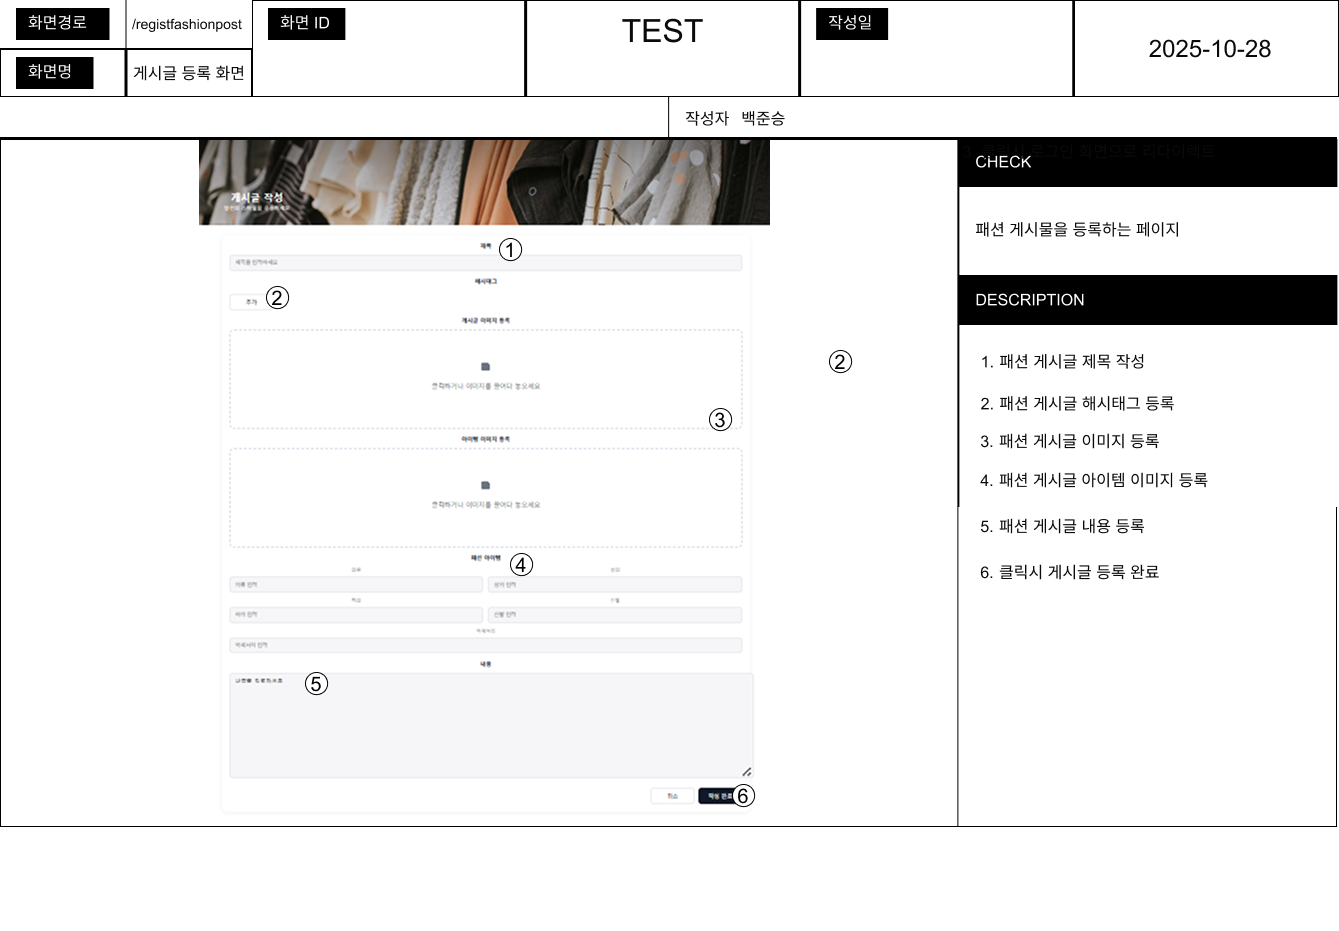 화면경로
/registfashionpost
화면 ID
TEST
작성일
2025-10-28
화면명
게시글 등록 화면
작성자 백준승
게시글 작성
제목
①
제목을 입력하세요
해시태그
추가
②
게시글 이미지 등록
클릭하거나 이미지를 끌어다 놓으세요
③
아이템 이미지 등록
클릭하거나 이미지를 끌어다 놓으세요
패션 아이템
④
내용
⑤
취소
작성 완료
⑥
②
CHECK
패션 게시물을 등록하는 페이지
DESCRIPTION
1. 패션 게시글 제목 작성
2. 패션 게시글 해시태그 등록
3. 패션 게시글 이미지 등록
4. 패션 게시글 아이템 이미지 등록
5. 패션 게시글 내용 등록
6. 클릭시 게시글 등록 완료